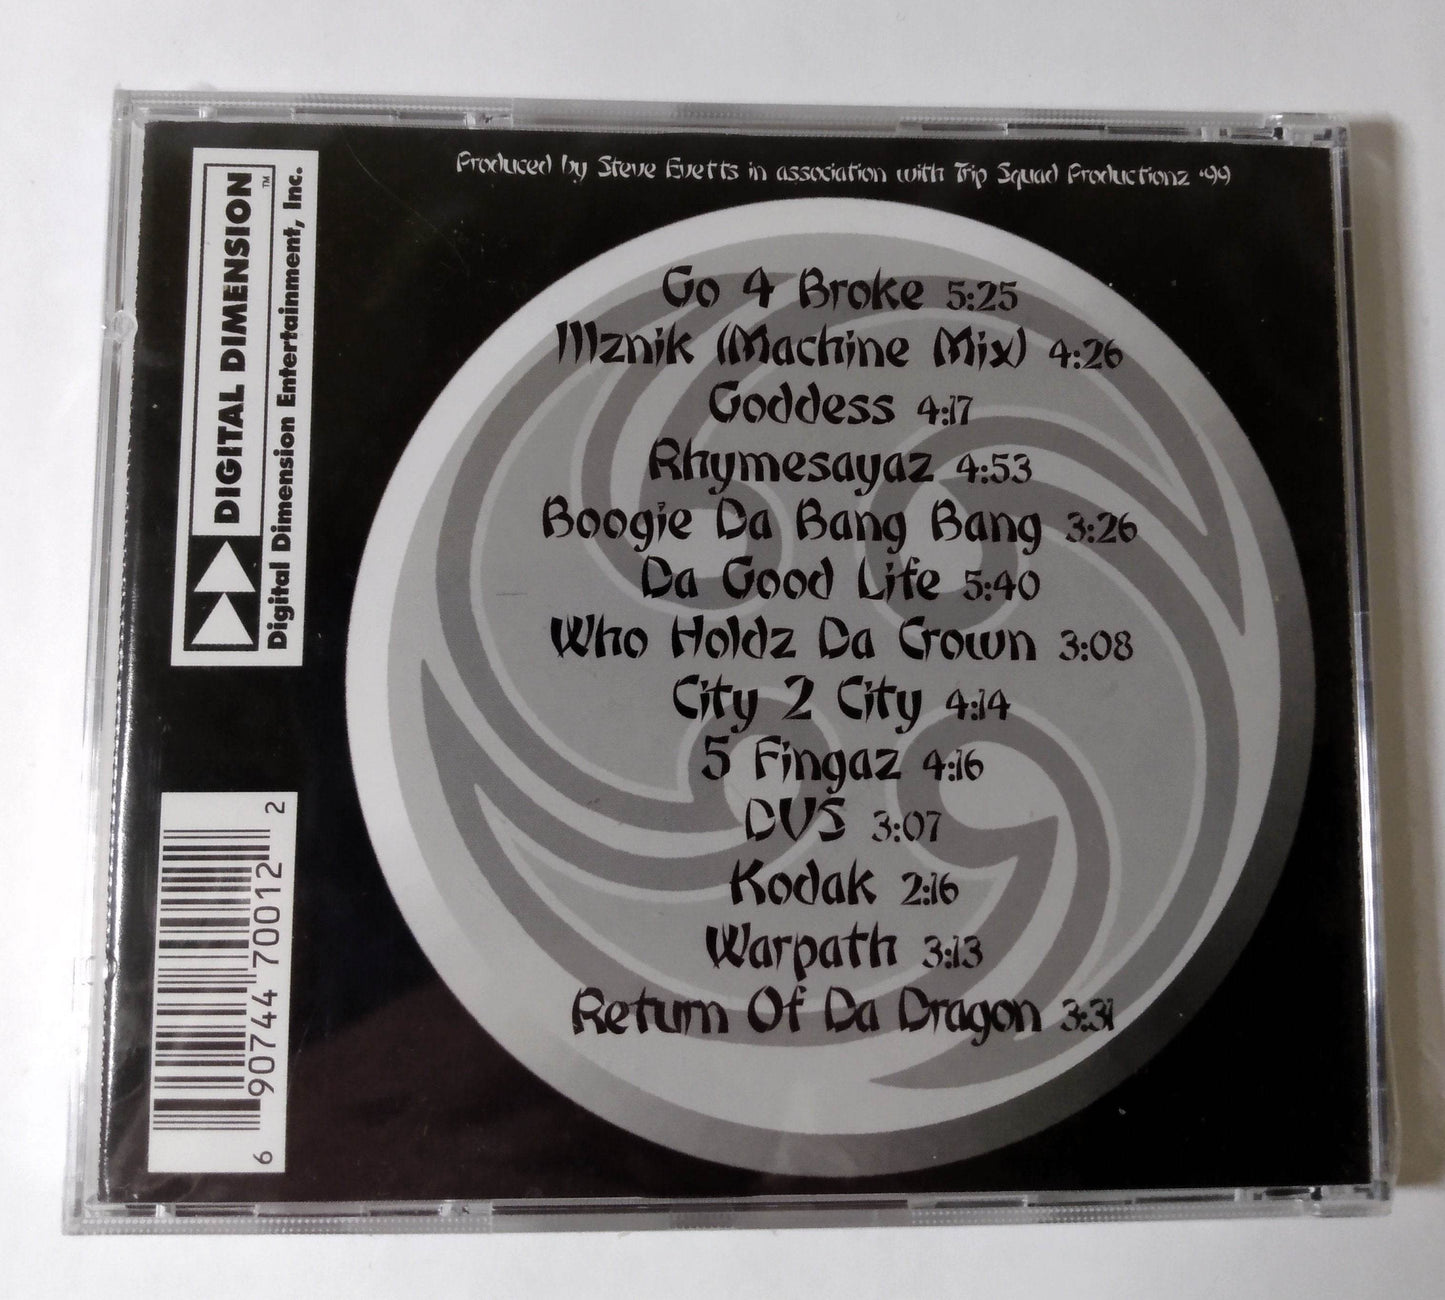 Produced by Steve Evetts in association with Trip Squad Productionz '99
Go 4 Broke 5:25
Illznik (Machine Mix) 4:26
Goddess 4:17
Rhymesayaz 4:53
Boogie Da Bang Bang 3:26
Da Good Life 5:40
Who Holdz Da Crown 3:08
City 2 City 4:14
5 Fingaz 4:16
DVS 3:07
Kodak 2:16
Warpath 3:13
Return Of Da Dragon 3:31
DIGITAL DIMENSION™
Digital Dimension Entertainment, Inc.
6 90744 70012 2